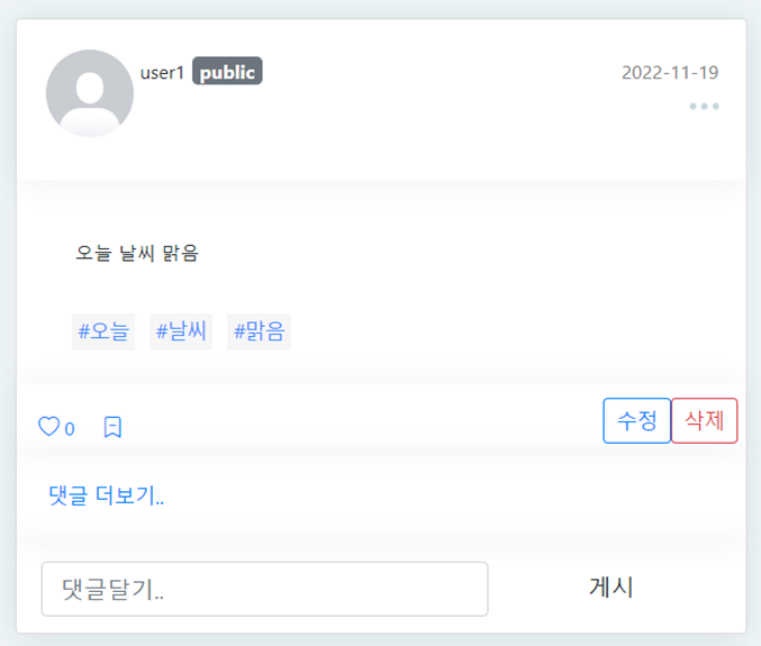 user1 public 2022-11-19
오늘 날씨 맑음
#오늘 #날씨 #맑음
0 수정 삭제
댓글 더보기..
댓글달기.. 게시